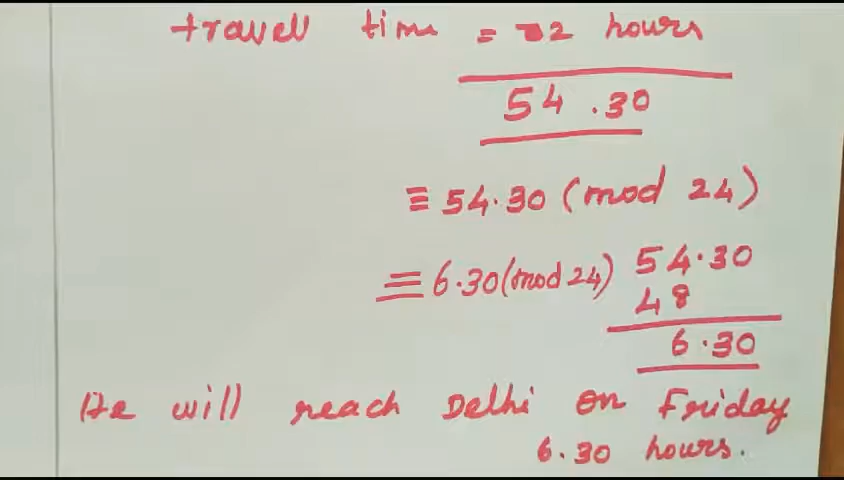 travel time = 32 hours
54.30
≡ 54.30 (mod 24)
≡ 6.30 (mod 24) 54.30
48
6.30
He will reach Delhi on Friday
6.30 hours.